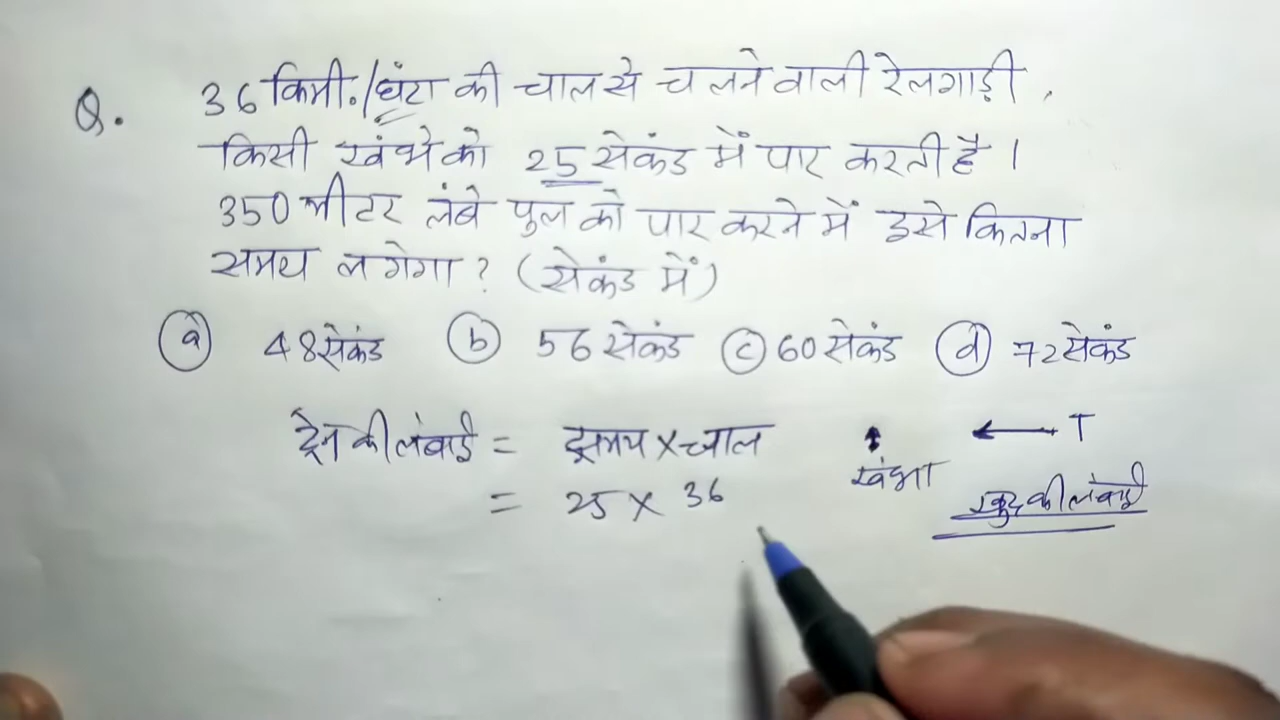 Q. 36 किमी./घंटा की चाल से चलने वाली रेलगाड़ी,
किसी खंभे को 25 सेकंड में पार करती है।
350 मीटर लंबे पुल को पार करने में इसे कितना
समय लगेगा? (सेकंड में)
(a) 48 सेकंड (b) 56 सेकंड (c) 60 सेकंड (d) 72 सेकंड
ट्रेन की लंबाई = समय × चाल
= 25 × 36
खंभा
T
खुद की लंबाई